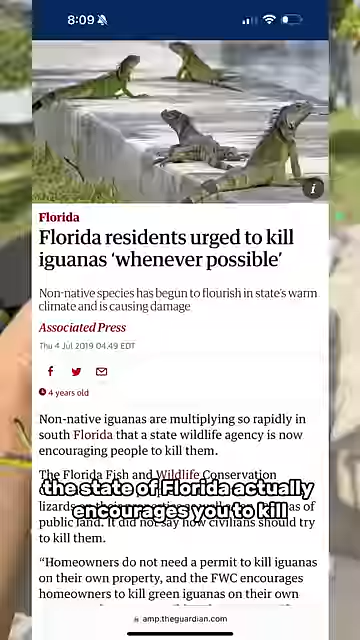 8:09
i
Florida
Florida residents urged to kill
iguanas ‘whenever possible’
Non-native species has begun to flourish in state's warm
climate and is causing damage
Associated Press
Thu 4 Jul 2019 04.49 EDT
4 years old
Non-native iguanas are multiplying so rapidly in
south Florida that a state wildlife agency is now
encouraging people to kill them.
The Florida Fish and Wildlife Conservation
the state of Florida actually
encourages you to kill
public land. It did not say how civilians should try
to kill them.
“Homeowners do not need a permit to kill iguanas
on their own property, and the FWC encourages
homeowners to kill green iguanas on their own
amp.theguardian.com